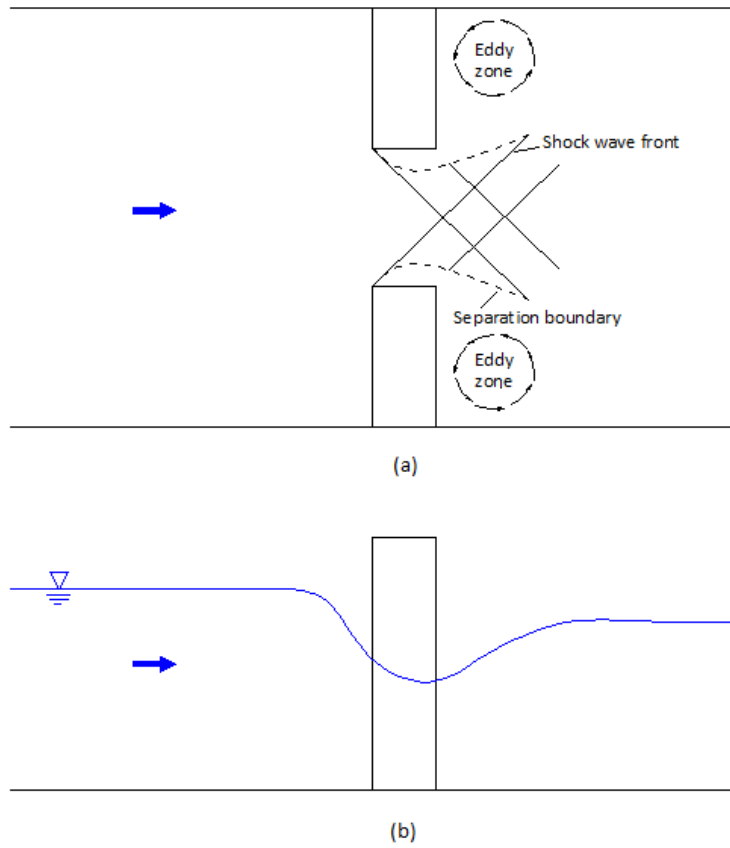 Eddy
zone
Shock wave front
Separation boundary
Eddy
zone
(a)
(b)